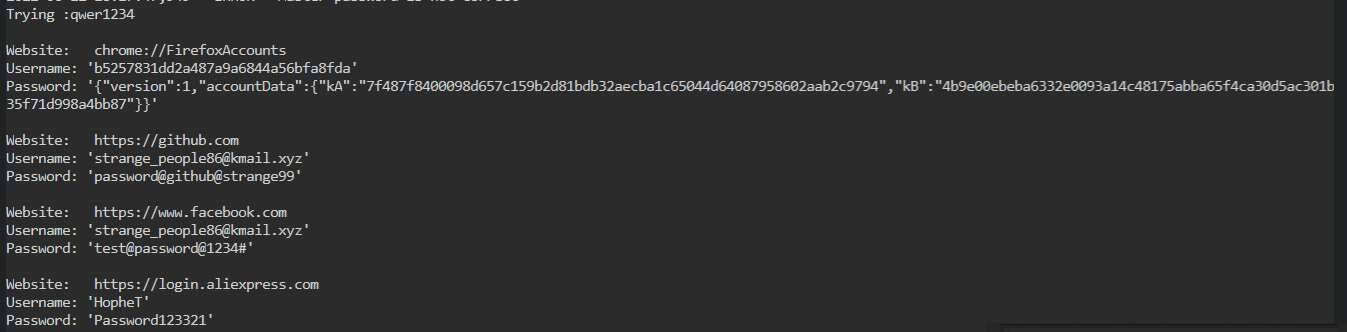 Trying :qwer1234
Website:   chrome://FirefoxAccounts
Username: 'b5257831dd2a487a9a6844a56bfa8fda'
Password: '{"version":1,"accountData":{"kA":"7f487f8400098d657c159b2d81bdb32aecba1c65044d64087958602aab2c9794","kB":"4b9e00ebeba6332e0093a14c48175abba65f4ca30d5ac301b
35f71d998a4bb87"}}'
Website:   https://github.com
Username: 'strange_people86@kmail.xyz'
Password: 'password@github@strange99'
Website:   https://www.facebook.com
Username: 'strange_people86@kmail.xyz'
Password: 'test@password@1234#'
Website:   https://login.aliexpress.com
Username: 'HopheT'
Password: 'Password123321'